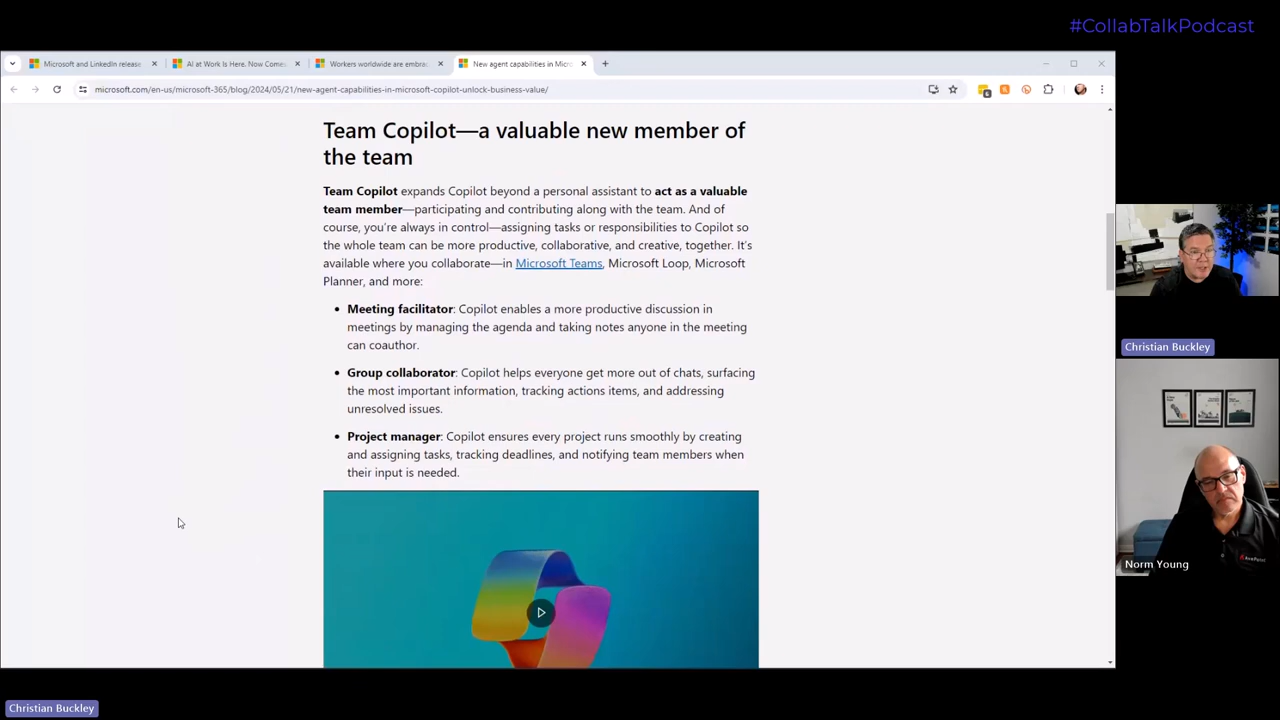 #CollabTalkPodcast
Microsoft and LinkedIn release
AI at Work Is Here. Now Comes
Workers worldwide are embrac
New agent capabilities in Micro
microsoft.com/en-us/microsoft-365/blog/2024/05/21/new-agent-capabilities-in-microsoft-copilot-unlock-business-value/
Team Copilot—a valuable new member of
the team
Team Copilot expands Copilot beyond a personal assistant to act as a valuable
team member—participating and contributing along with the team. And of
course, you're always in control—assigning tasks or responsibilities to Copilot so
the whole team can be more productive, collaborative, and creative, together. It's
available where you collaborate—in Microsoft Teams, Microsoft Loop, Microsoft
Planner, and more:
• Meeting facilitator: Copilot enables a more productive discussion in
meetings by managing the agenda and taking notes anyone in the meeting
can coauthor.
• Group collaborator: Copilot helps everyone get more out of chats, surfacing
the most important information, tracking actions items, and addressing
unresolved issues.
• Project manager: Copilot ensures every project runs smoothly by creating
and assigning tasks, tracking deadlines, and notifying team members when
their input is needed.
Christian Buckley
AvePoint
Norm Young
Christian Buckley